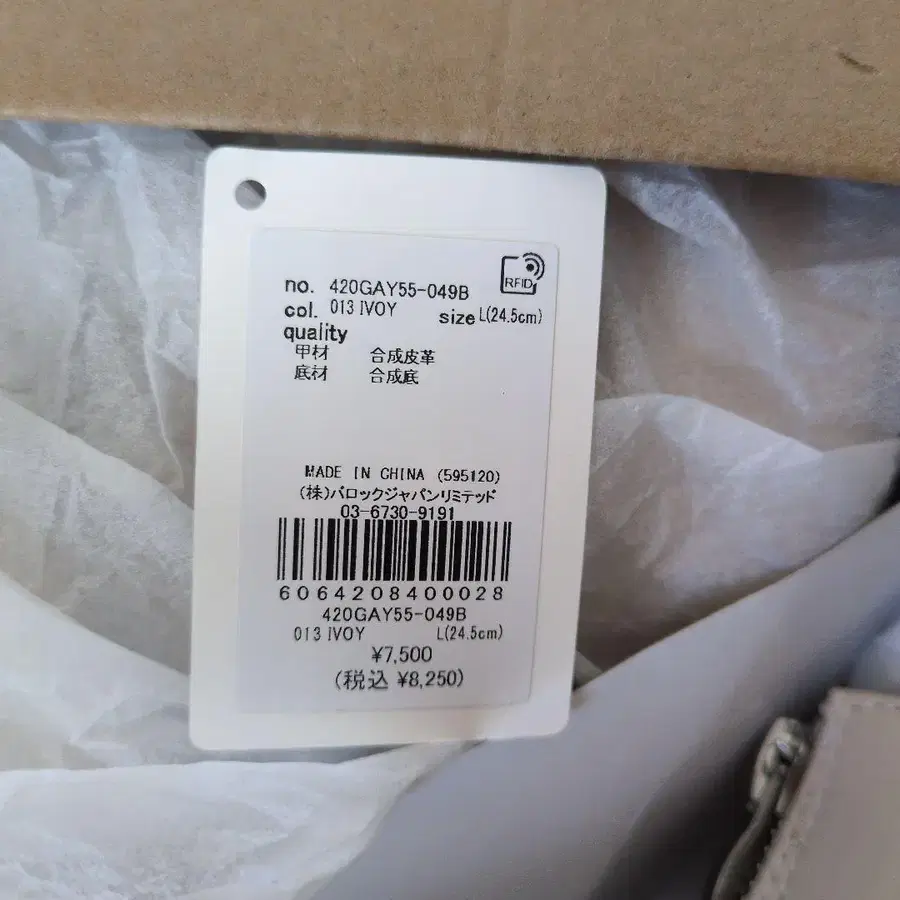 RFID
no. 420GAY55-049B
col. 013 IVOY size L(24.5cm)
quality
甲材 合成皮革
底材 合成底
MADE IN CHINA (595120)
(株)バロックジャパンリミテッド
03-6730-9191
6064208400028
420GAY55-049B
013 IVOY L(24.5cm)
¥7,500
(税込 ¥8,250)